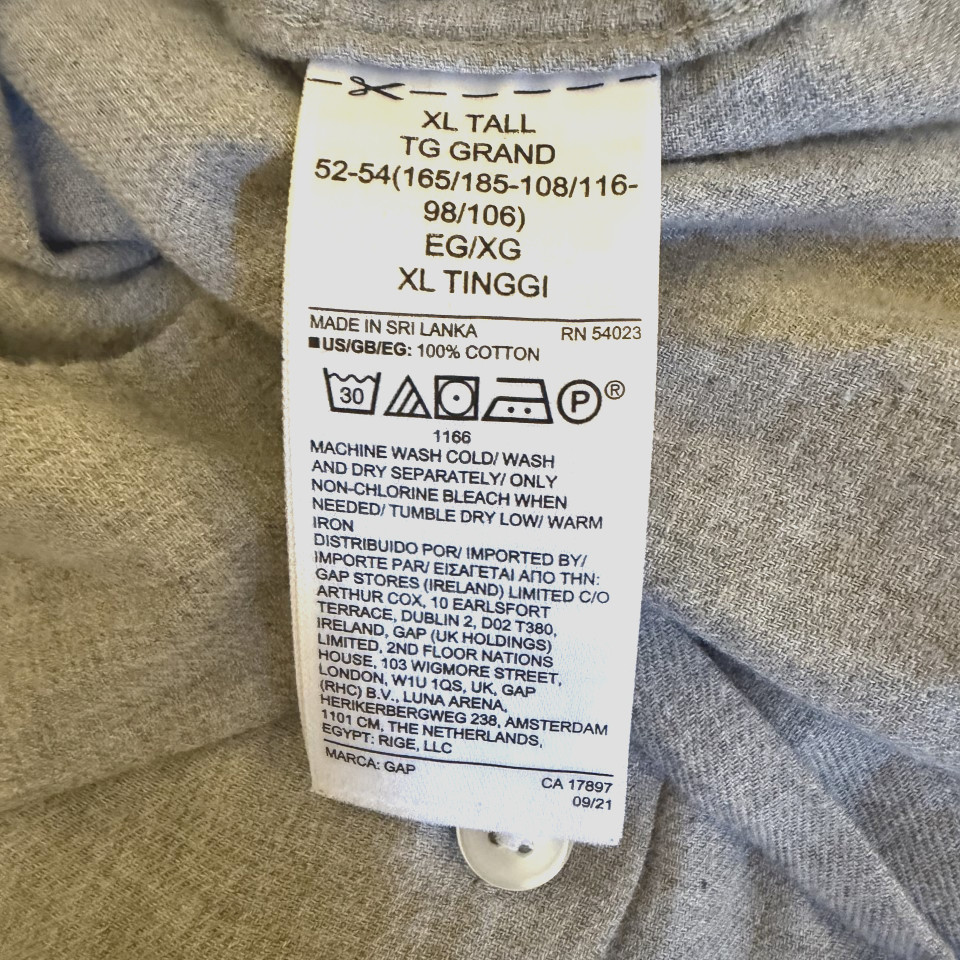 XL TALL
TG GRAND
52-54(165/185-108/116-
98/106)
EG/XG
XL TINGGI
MADE IN SRI LANKA RN 54023
US/GB/EG: 100% COTTON
30 P ®
1166
MACHINE WASH COLD/ WASH
AND DRY SEPARATELY/ ONLY
NON-CHLORINE BLEACH WHEN
NEEDED/ TUMBLE DRY LOW/ WARM
IRON
DISTRIBUIDO POR/ IMPORTED BY/
IMPORTE PAR/ ΕΙΣΑΓΕΤΑΙ ΑΠΟ ΤΗΝ:
GAP STORES (IRELAND) LIMITED C/O
ARTHUR COX, 10 EARLSFORT
TERRACE, DUBLIN 2, D02 T380,
IRELAND, GAP (UK HOLDINGS)
LIMITED, 2ND FLOOR NATIONS
HOUSE, 103 WIGMORE STREET,
LONDON, W1U 1QS, UK, GAP
(RHC) B.V., LUNA ARENA,
HERIKERBERGWEG 238, AMSTERDAM
1101 CM, THE NETHERLANDS,
EGYPT: RIGE, LLC
MARCA: GAP
CA 17897
09/21